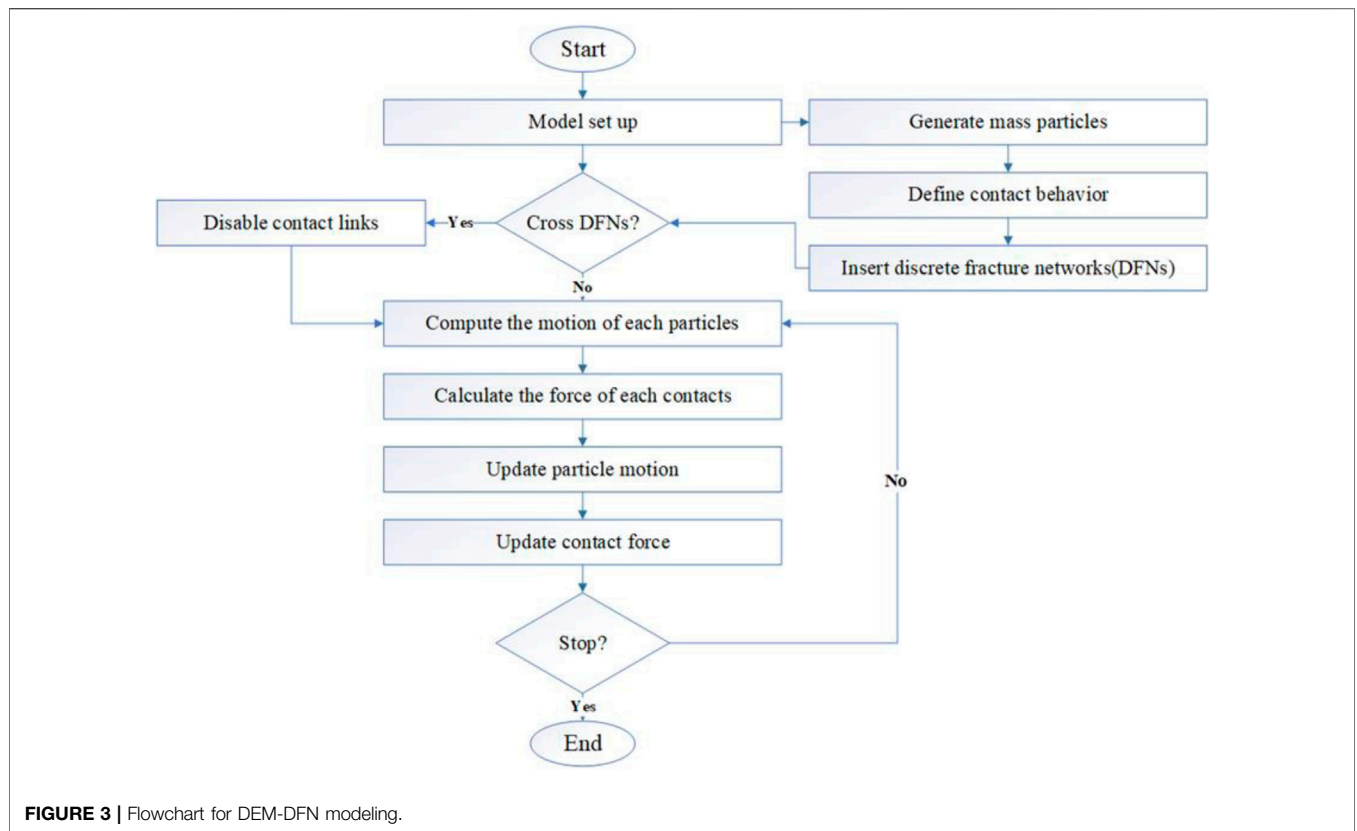 Start
Model set up
Generate mass particles
Define contact behavior
Insert discrete fracture networks(DFNs)
Cross DFNs?
Yes
Disable contact links
No
Compute the motion of each particles
Calculate the force of each contacts
Update particle motion
Update contact force
Stop?
No
Yes
End
FIGURE 3 | Flowchart for DEM-DFN modeling.